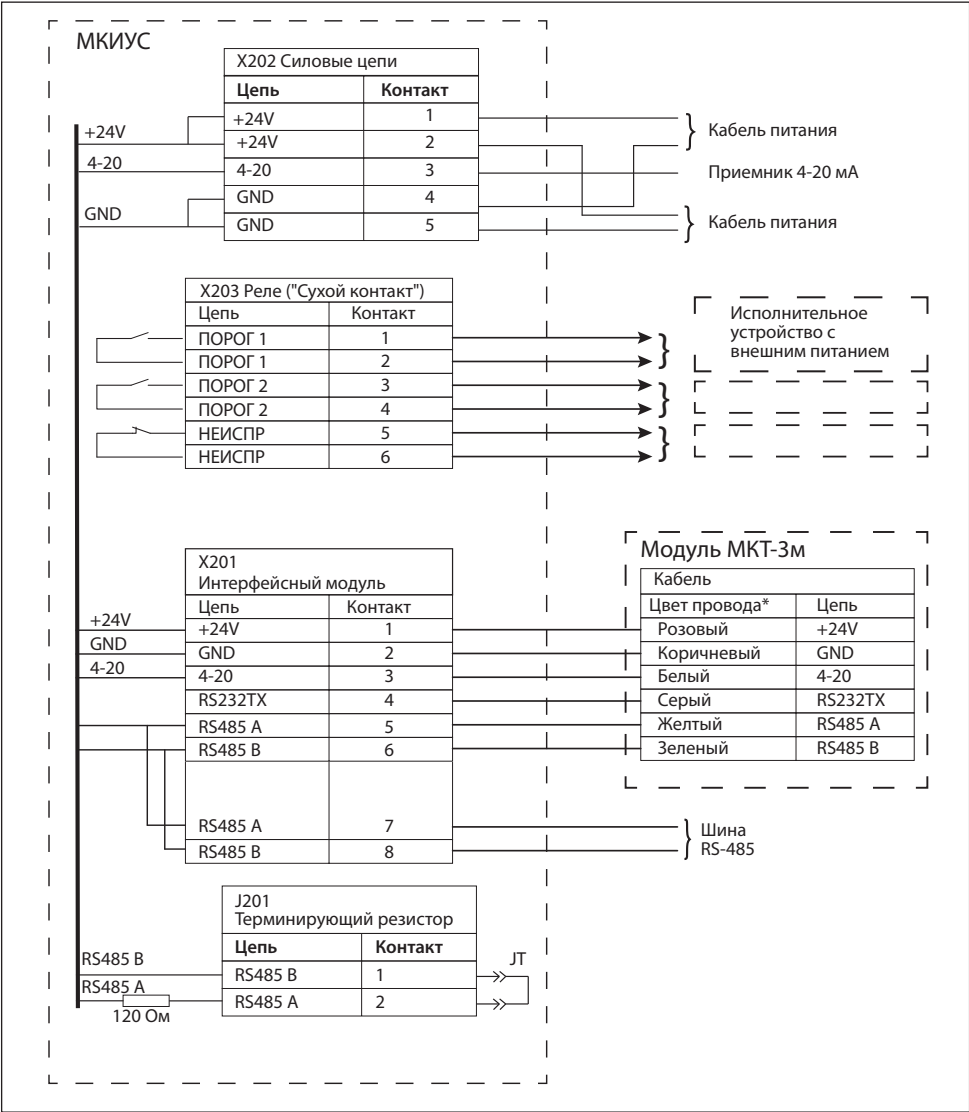 МКИУС
X202 Силовые цепи
Цепь Контакт
+24V 1
+24V 2
4-20 3
GND 4
GND 5
+24V
4-20
GND
Кабель питания
Приемник 4-20 мА
Кабель питания
X203 Реле ("Сухой контакт")
Цепь Контакт
ПОРОГ 1 1
ПОРОГ 1 2
ПОРОГ 2 3
ПОРОГ 2 4
НЕИСПР 5
НЕИСПР 6
Исполнительное
устройство с
внешним питанием
X201
Интерфейсный модуль
Цепь Контакт
+24V 1
GND 2
4-20 3
RS232TX 4
RS485 A 5
RS485 B 6
RS485 A 7
RS485 B 8
+24V
GND
4-20
Модуль МКТ-3м
Кабель
Цвет провода* Цепь
Розовый +24V
Коричневый GND
Белый 4-20
Серый RS232TX
Желтый RS485 A
Зеленый RS485 B
Шина
RS-485
J201
Терминирующий резистор
Цепь Контакт
RS485 B 1
RS485 A 2
RS485 B
RS485 A
120 Ом
JT